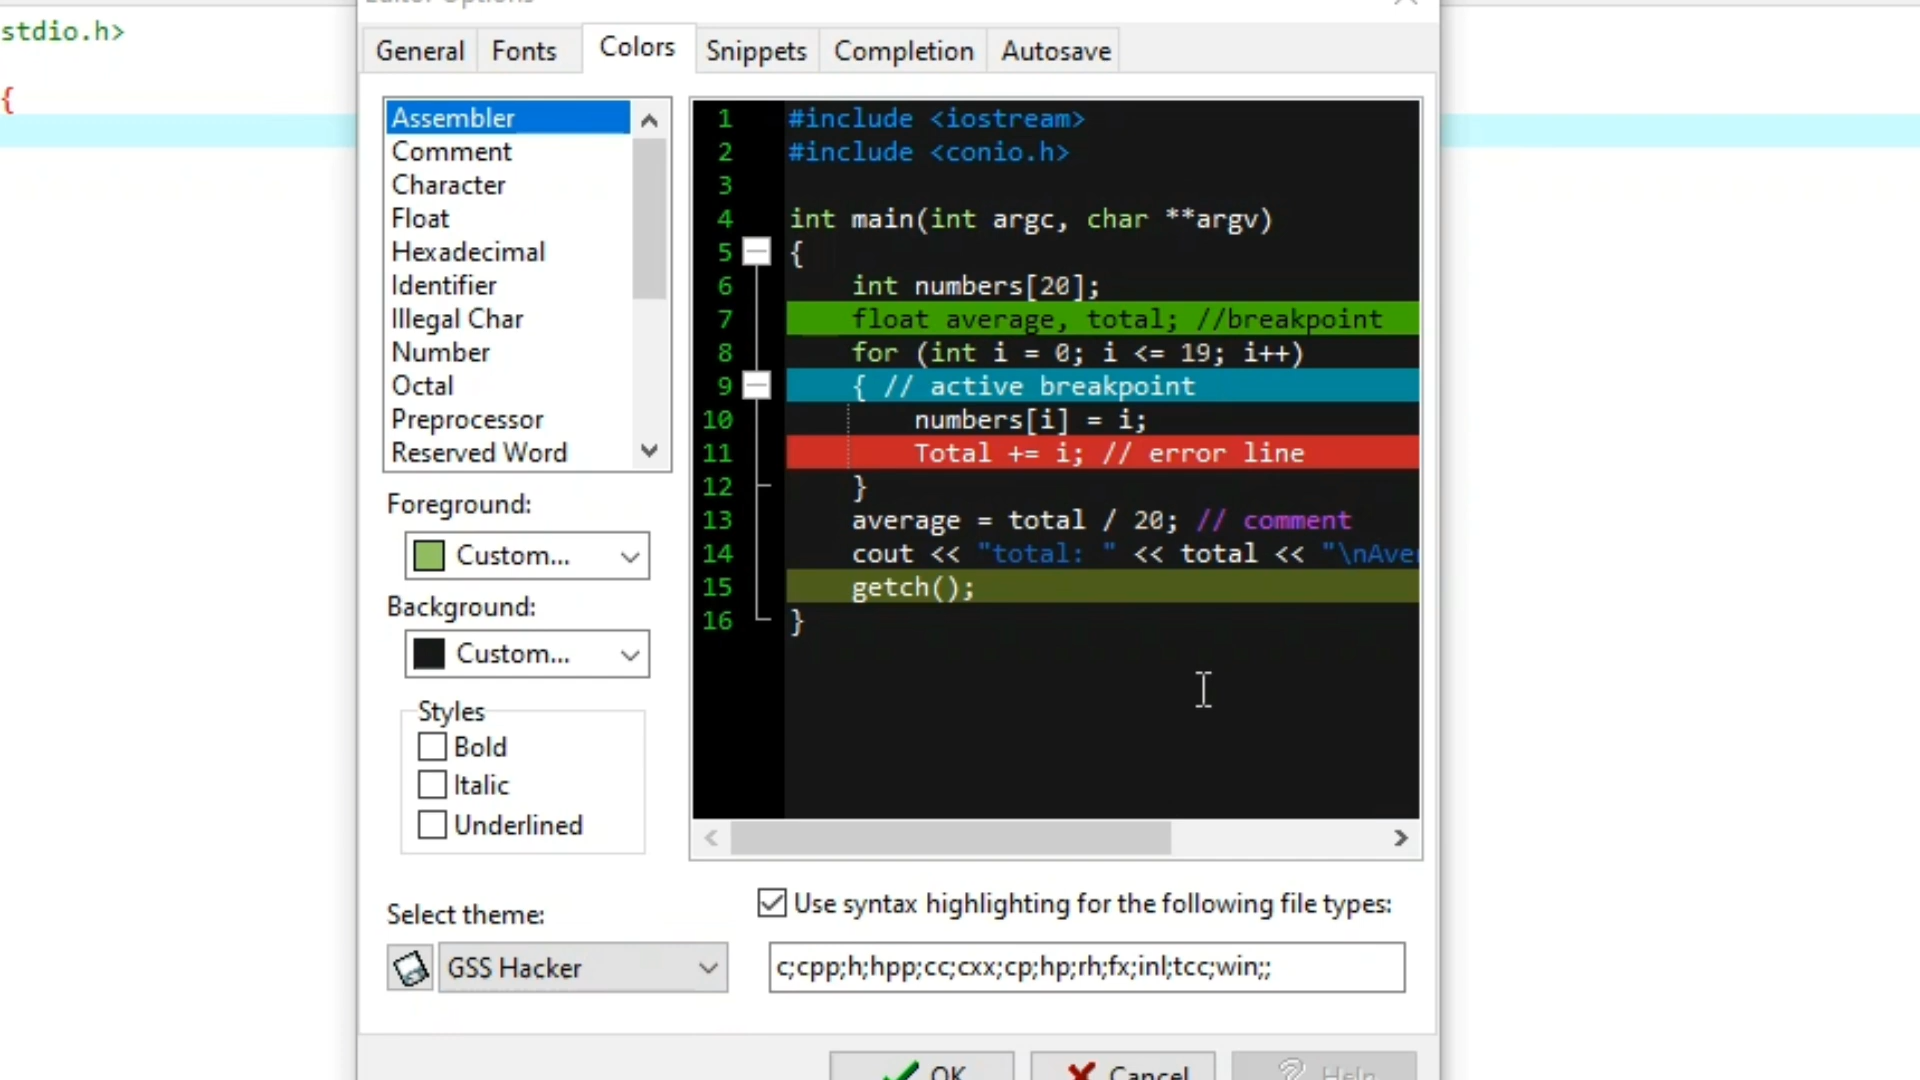 Editor Options
stdio.h>
{
General Fonts Colors Snippets Completion Autosave
Assembler
Comment
Character
Float
Hexadecimal
Identifier
Illegal Char
Number
Octal
Preprocessor
Reserved Word
Foreground:
Custom...
Background:
Custom...
Styles
Bold
Italic
Underlined
Select theme:
GSS Hacker
1 #include <iostream>
2 #include <conio.h>
3
4 int main(int argc, char **argv)
5 {
6 int numbers[20];
7 float average, total; //breakpoint
8 for (int i = 0; i <= 19; i++)
9 { // active breakpoint
10 numbers[i] = i;
11 Total += i; // error line
12 }
13 average = total / 20; // comment
14 cout << "total: " << total << "\nAver
15 getch();
16 }
Use syntax highlighting for the following file types:
c;cpp;h;hpp;cc;cxx;cp;hp;rh;fx;inl;tcc;win;;
OK Cancel Help